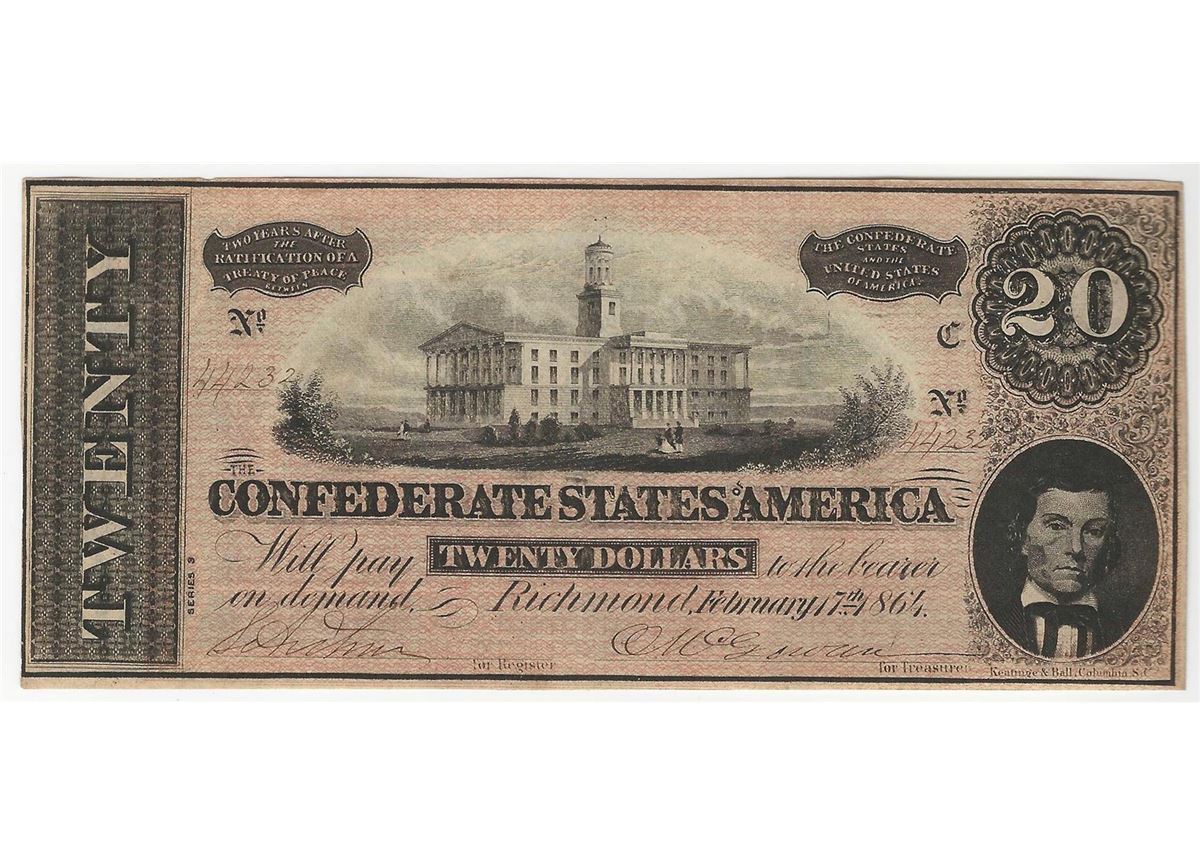 TWENTY
TWO YEARS AFTER
THE
RATIFICATION OF A
TREATY OF PEACE
BETWEEN
THE CONFEDERATE
STATES
AND THE
UNITED STATES
OF AMERICA.
20
No.
C
44232
No.
44232
THE
CONFEDERATE STATES OF AMERICA
Will pay TWENTY DOLLARS to the bearer
on demand. Richmond, February 17th 1864.
SERIES 3
for Register
for Treasurer
Keatinge & Ball, Columbia, S.C.